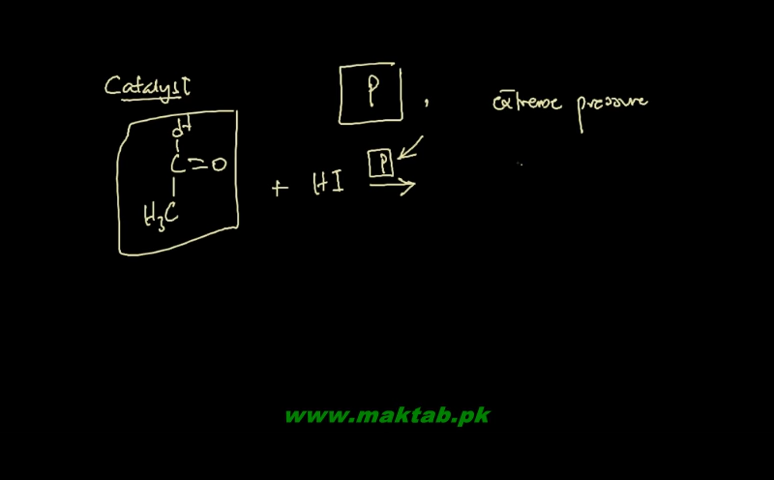 Catalyst
P , extreme pressure
C=O
+ HI P →
H₃C
www.maktab.pk